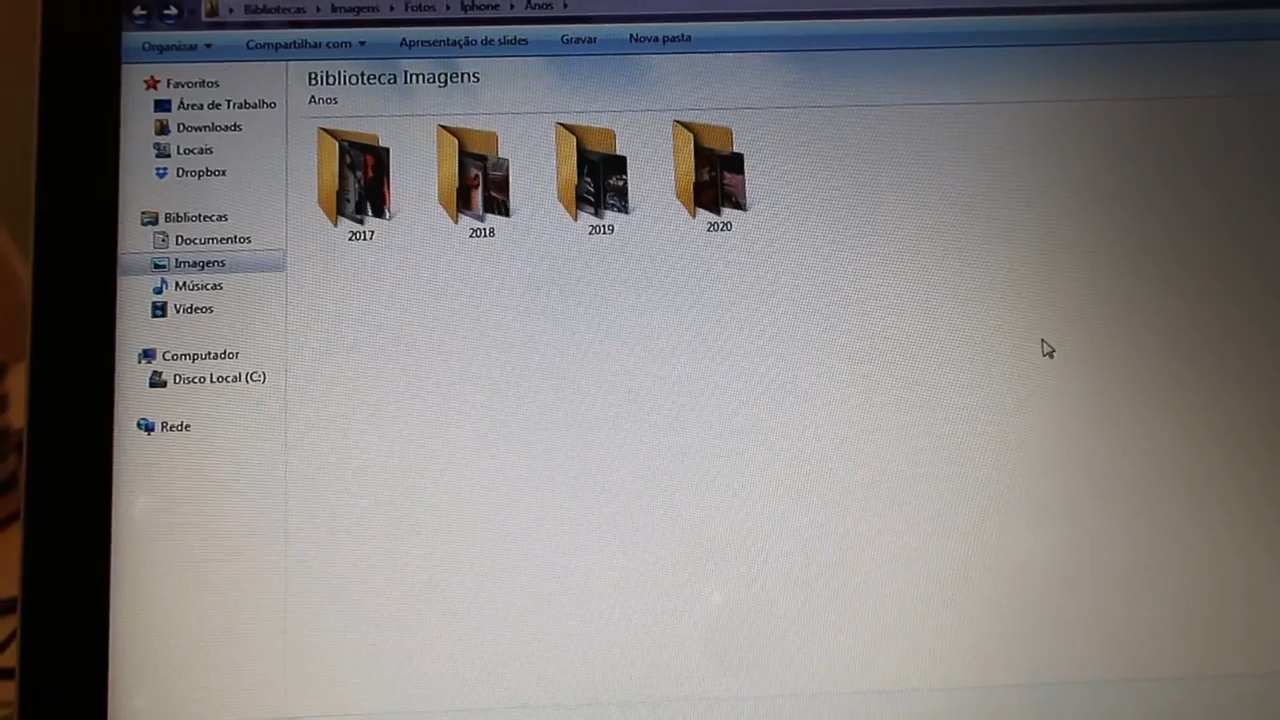 Bibliotecas Imagens Fotos Iphone Anos
Organizar Compartilhar com Apresentação de slides Gravar Nova pasta
Favoritos
Área de Trabalho
Downloads
Locais
Dropbox
Bibliotecas
Documentos
Imagens
Músicas
Vídeos
Computador
Disco Local (C:)
Rede
Biblioteca Imagens
Anos
2017 2018 2019 2020